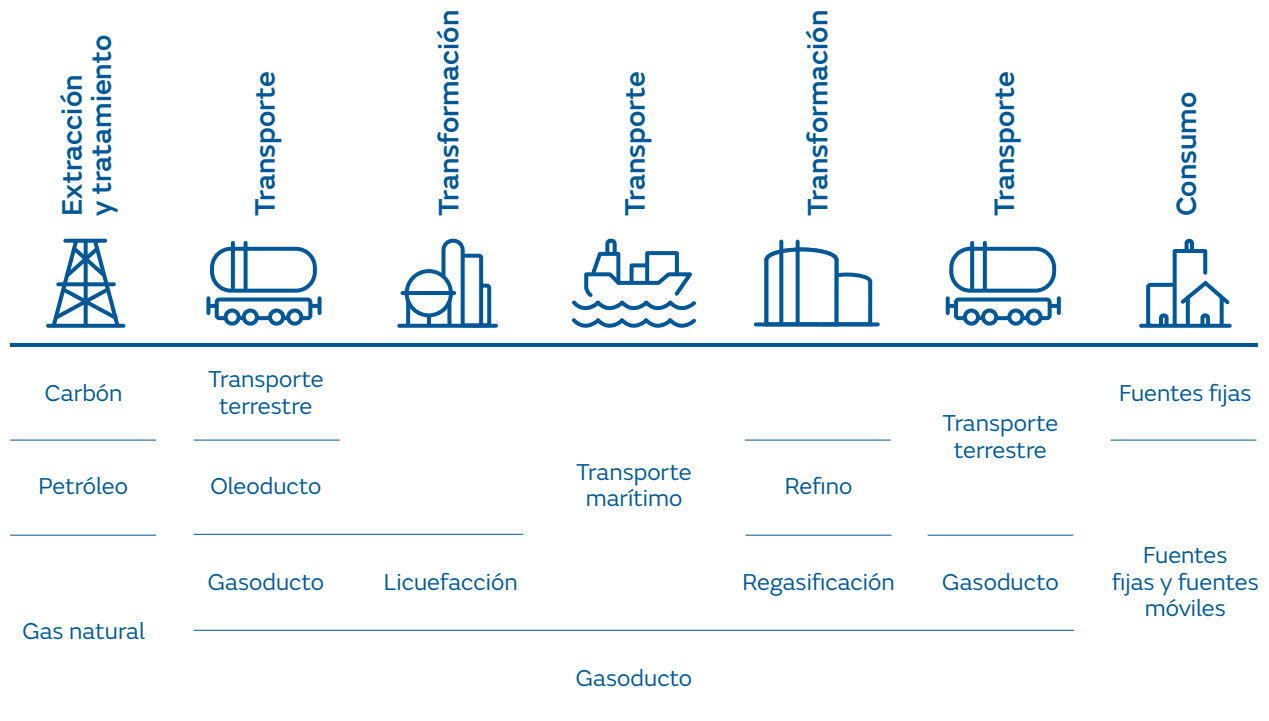 Extracción
y tratamiento
Transporte
Transformación
Transporte
Transformación
Transporte
Consumo
Carbón
Transporte
terrestre
Fuentes fijas
Transporte
terrestre
Petróleo
Oleoducto
Transporte
marítimo
Refino
Gasoducto
Licuefacción
Regasificación
Gasoducto
Fuentes
fijas y fuentes
móviles
Gas natural
Gasoducto